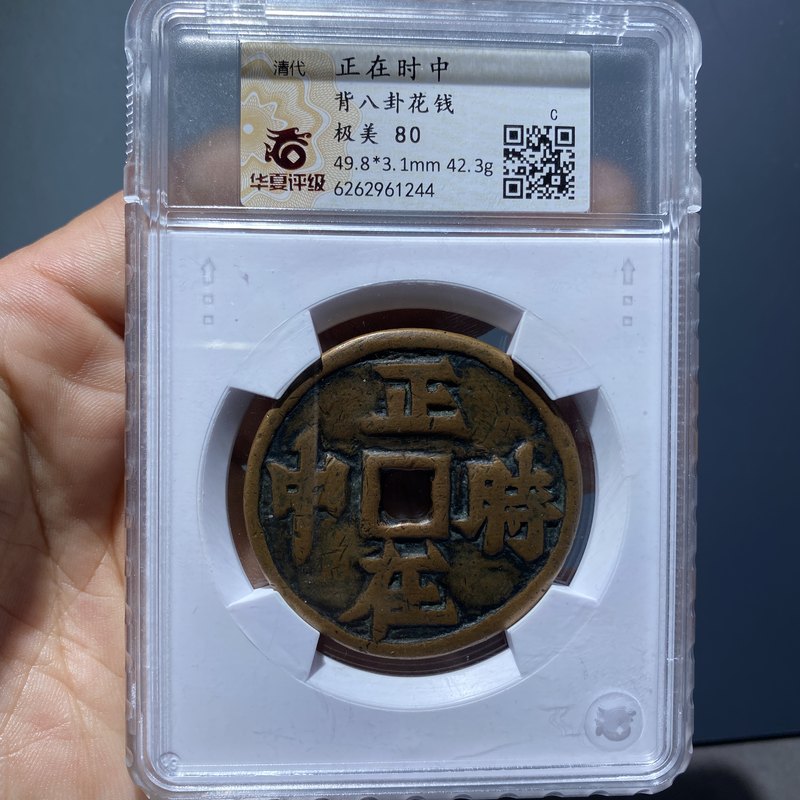 清代 正在时中
背八卦花钱
极美 80
C
49.8*3.1mm 42.3g
华夏评级 6262961244
正
中 時
在